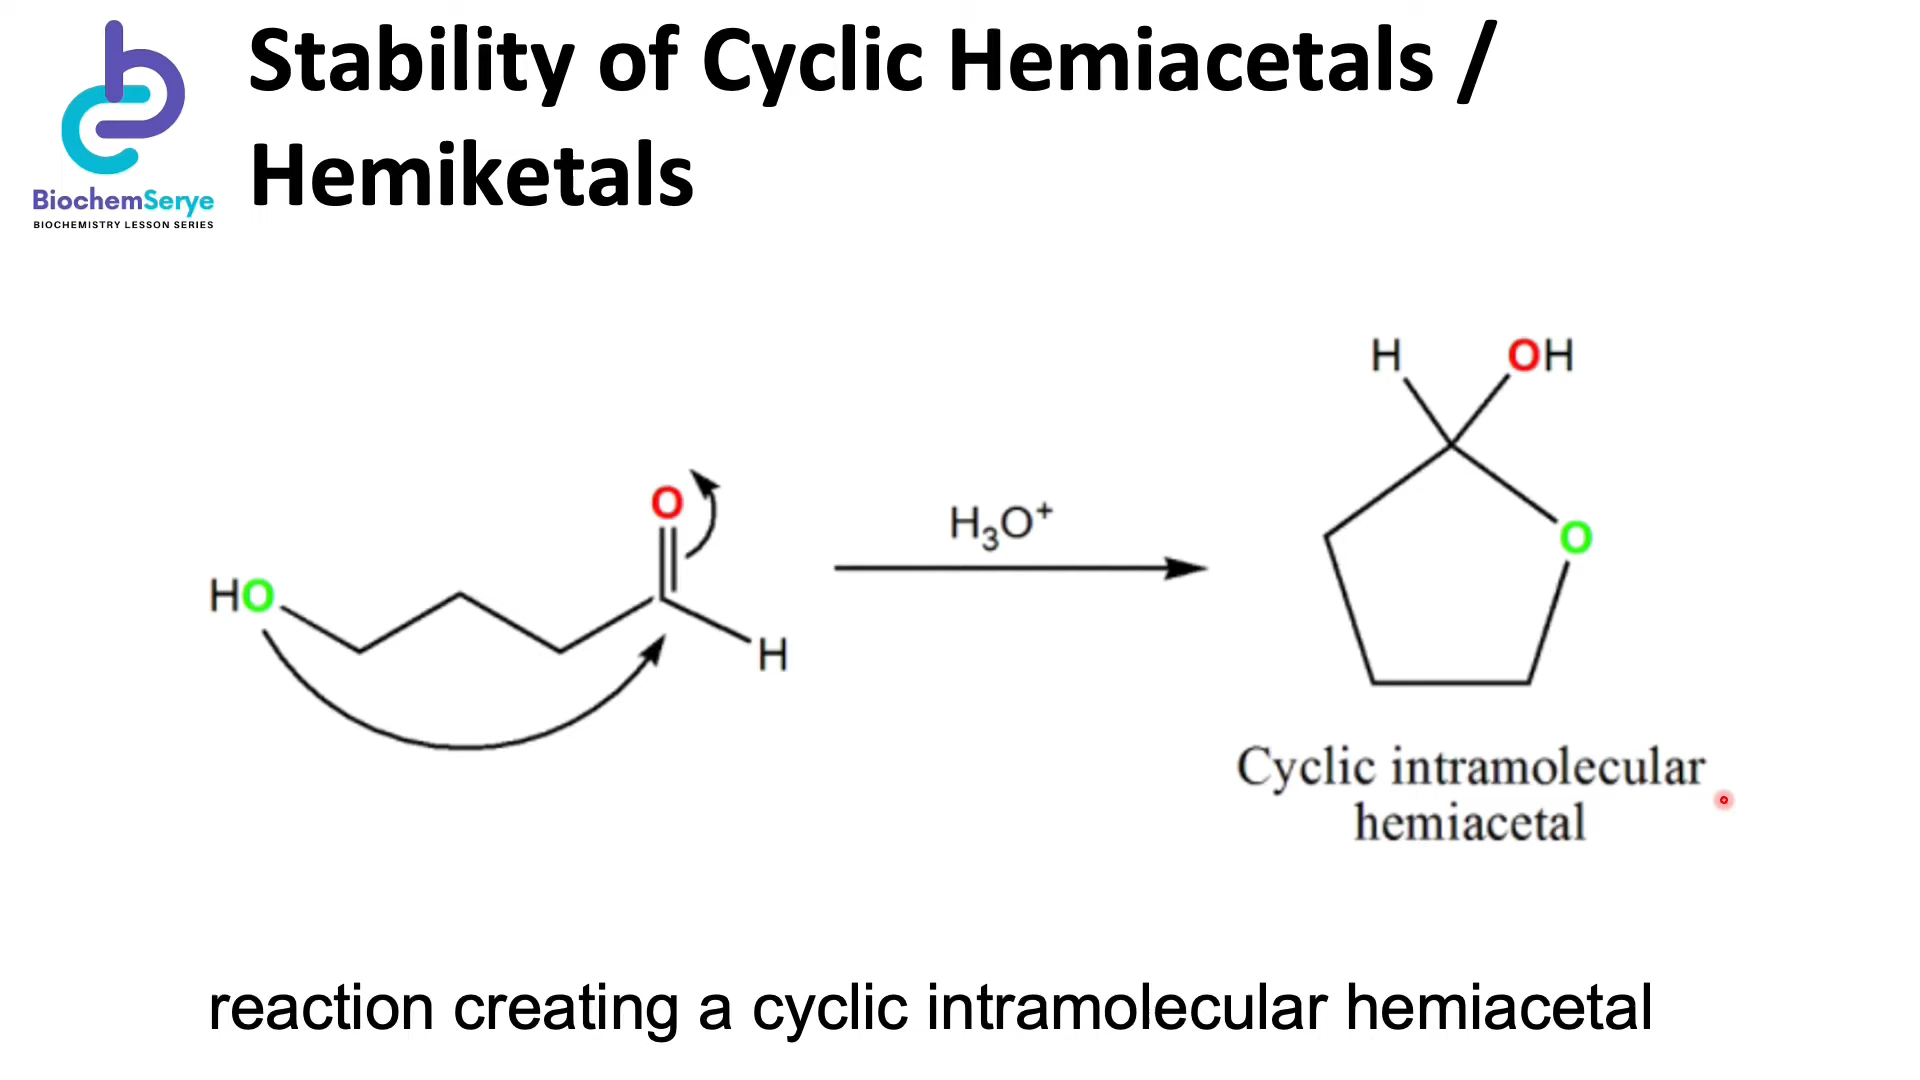 Stability of Cyclic Hemiacetals /
Hemiketals
BiochemSerye
BIOCHEMISTRY LESSON SERIES
H OH
O
H₃O⁺
HO
O
H
Cyclic intramolecular
hemiacetal
reaction creating a cyclic intramolecular hemiacetal